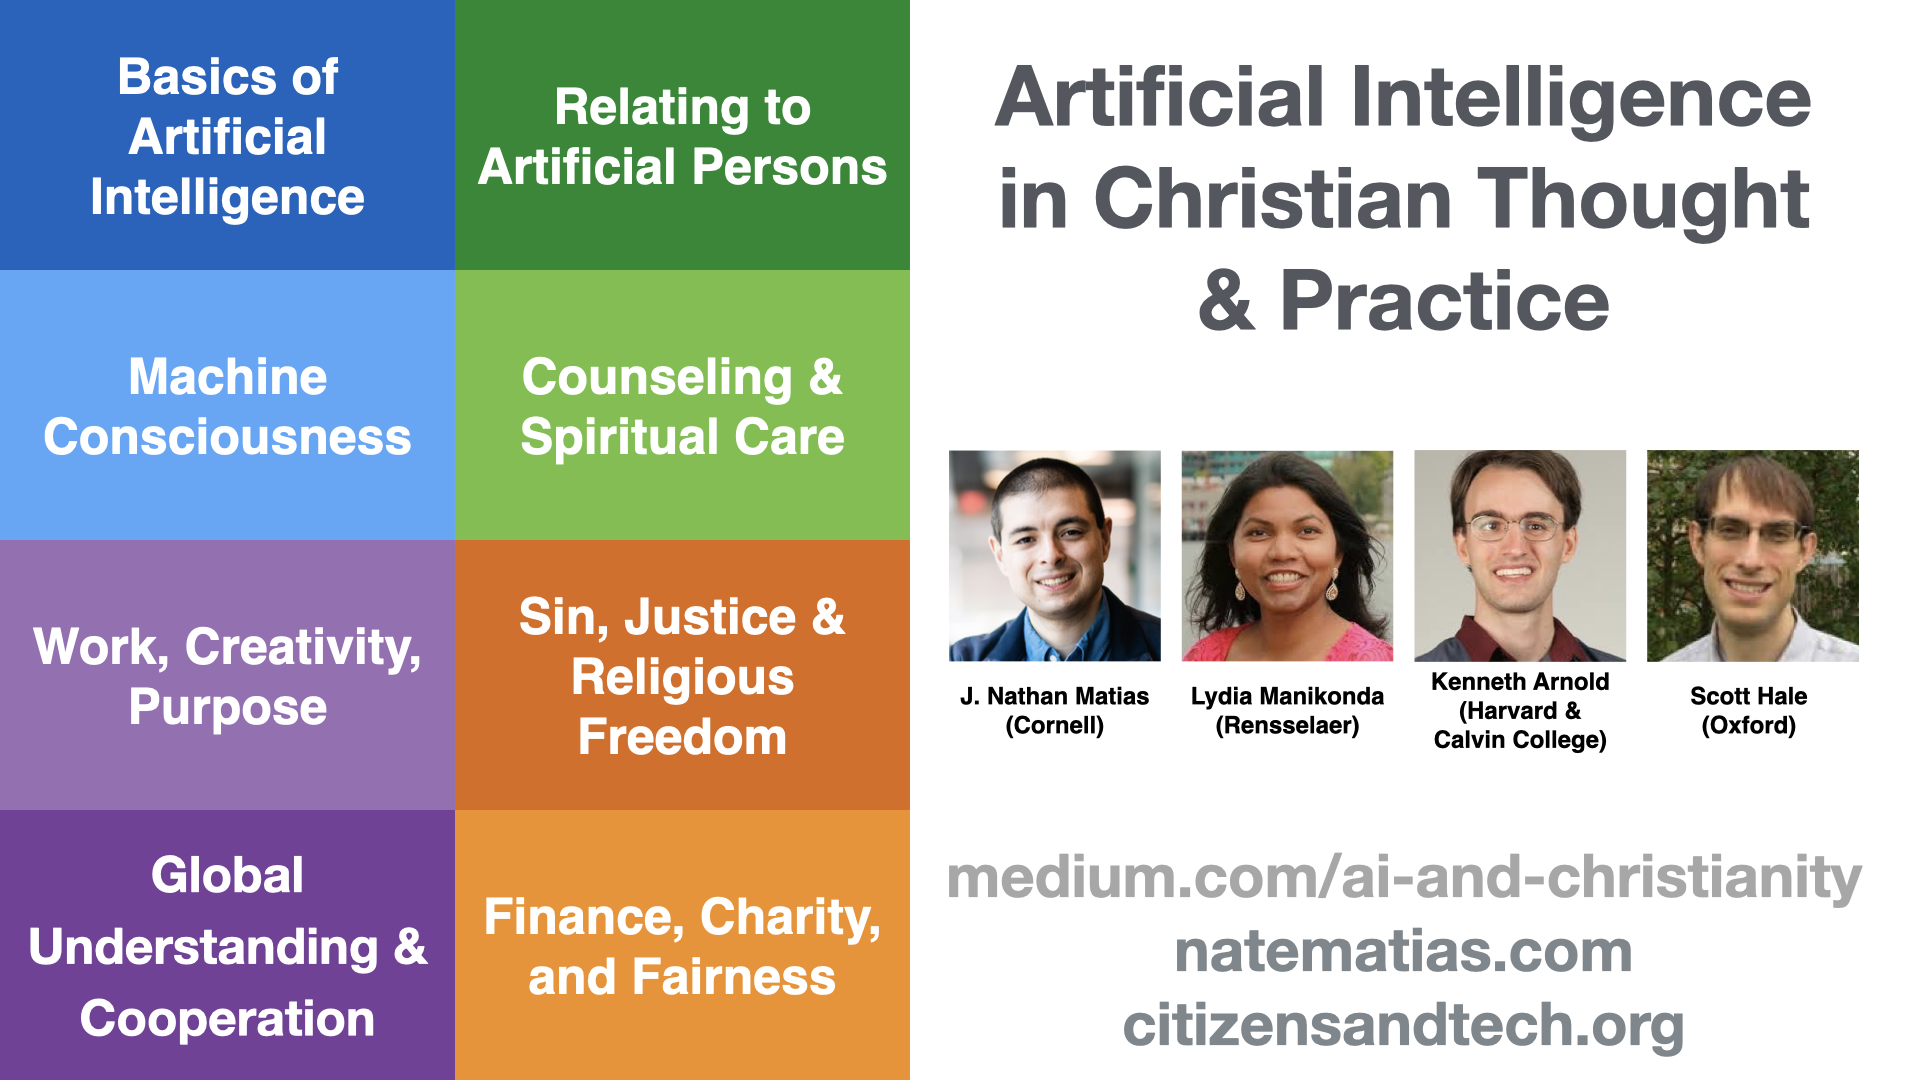 Basics of
Artificial
Intelligence
Relating to
Artificial Persons
Machine
Consciousness
Counseling &
Spiritual Care
Work, Creativity,
Purpose
Sin, Justice &
Religious
Freedom
Global
Understanding &
Cooperation
Finance, Charity,
and Fairness
Artificial Intelligence
in Christian Thought
& Practice
J. Nathan Matias
(Cornell)
Lydia Manikonda
(Rensselaer)
Kenneth Arnold
(Harvard &
Calvin College)
Scott Hale
(Oxford)
medium.com/ai-and-christianity
natematias.com
citizensandtech.org